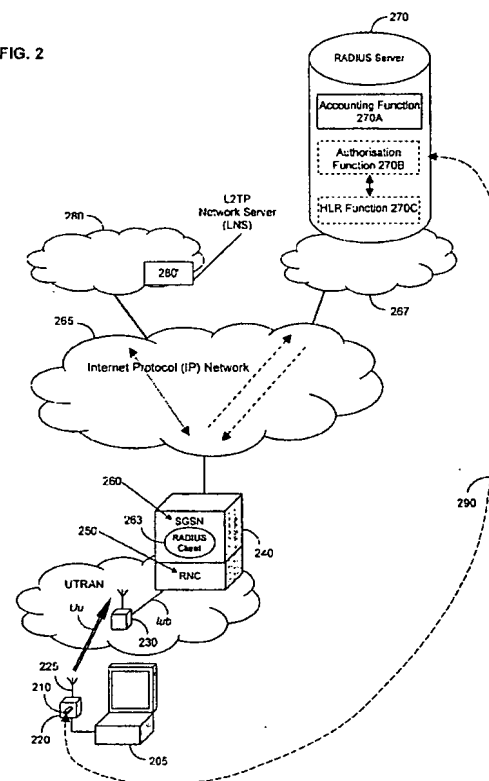 FIG. 2
270
RADIUS Server
Accounting Function
270A
Authorisation
Function 270B
HLR Function 270C
L2TP
Network Server
(LNS)
280
280'
265
267
Internet Protocol (IP) Network
260
SGSN
263
RADIUS
Client
250
240
RNC
290
UTRAN
Uu
Iub
230
225
210
220
205